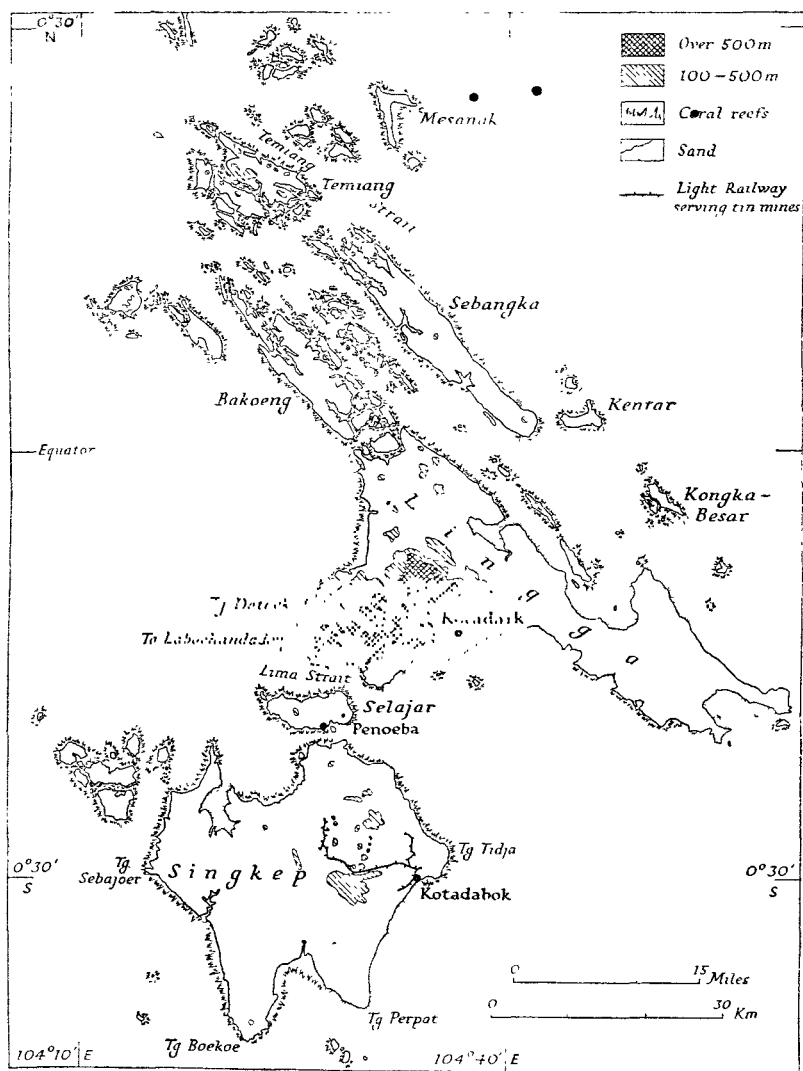 0°30'
N
Over 500m
100-500m
Coral reefs
Sand
Light Railway
serving tin mines
Mesanak
Temiang
Temiang
Strait
Sebangka
Bakoeng
Kentar
Equator
Kongka-
Besar
Lingga
Lima Strait
Selajar
Penoeba
0°30'
S
Tg
Sebajoer
Singkep
Tg Tidja
0°30'
S
Kotadabok
0 15
Miles
0 30
Km
Tg Perpat
Tg Boekoe
104°10' E
104°40' E